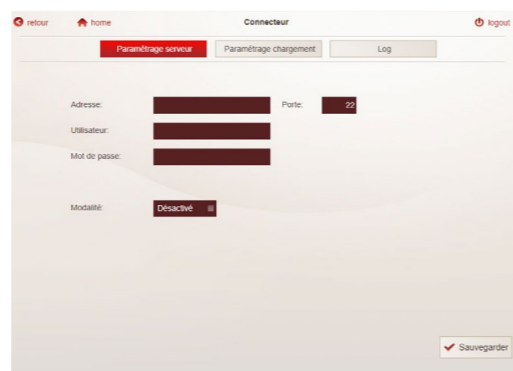 retour home Connecteur logout
Paramétrage serveur Paramétrage chargement Log
Adresse: Porte: 22
Utilisateur:
Mot de passe:
Modalité: Désactivé
Sauvegarder